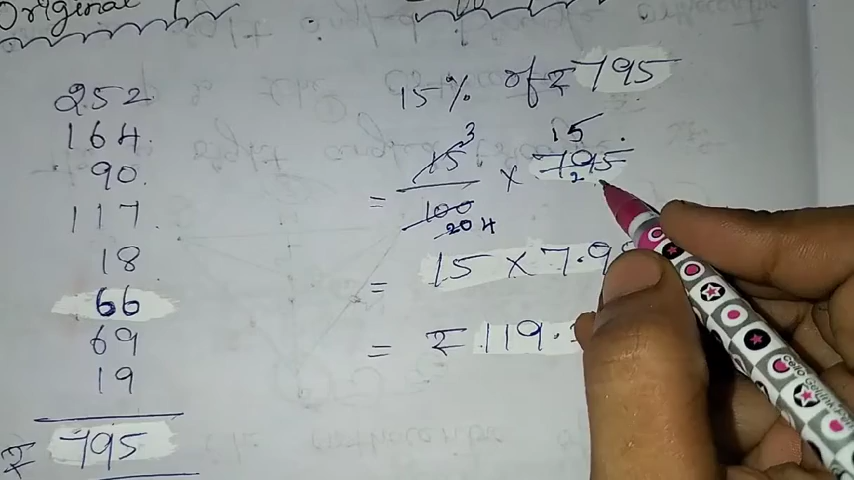 Original
252
164
90
117
18
66
69
19
₹ 795
15% of ₹ 795
3 15
= 15/100 × 795
20 4 2
= 15 × 7.9
= ₹ 119.